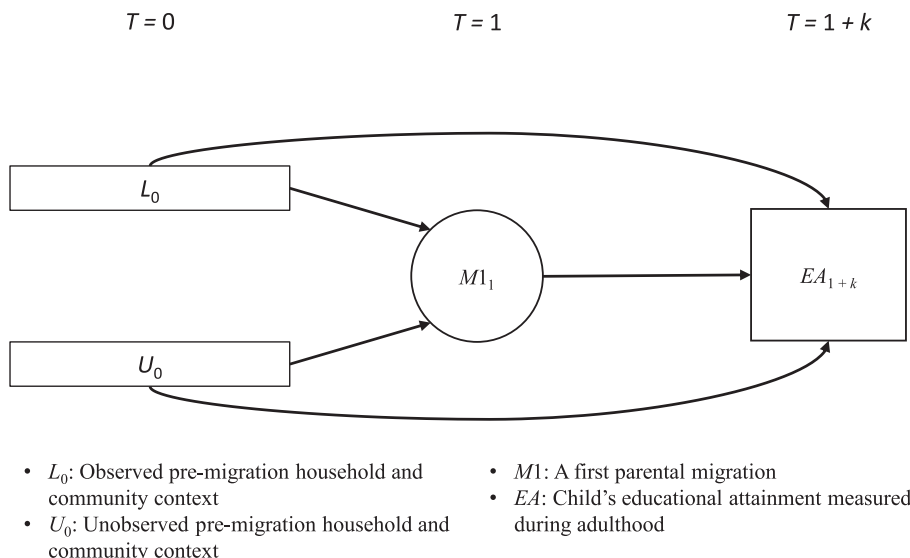 T = 0 T = 1 T = 1 + k
L₀
M1₁ EA₁ ₊ ₖ
U₀
• L₀: Observed pre-migration household and
community context
• U₀: Unobserved pre-migration household and
community context
• M1: A first parental migration
• EA: Child’s educational attainment measured
during adulthood